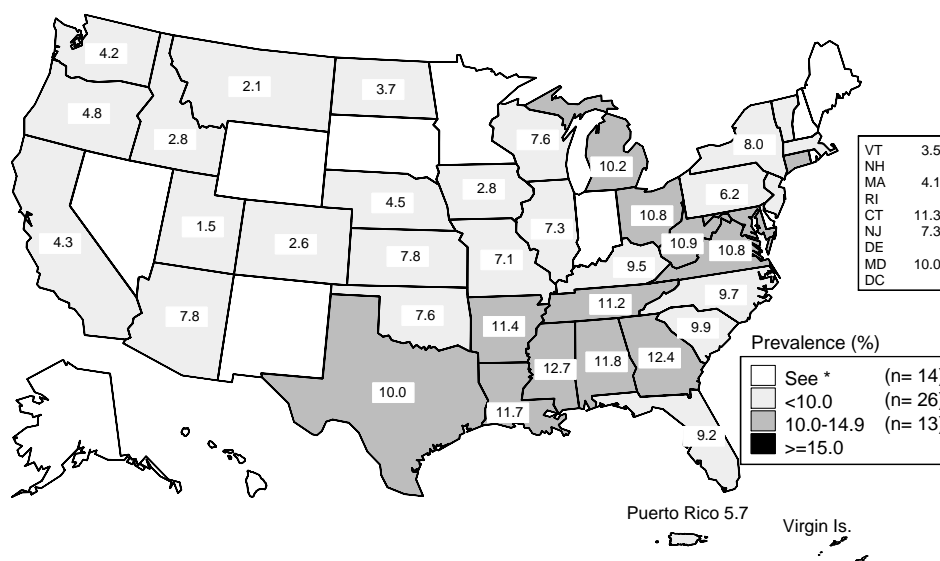 4.2
2.1
3.7
4.8
7.6
8.0
2.8
10.2
VT 3.5
NH
MA 4.1
RI
CT 11.3
NJ 7.3
DE
MD 10.0
DC
2.8
6.2
4.5
1.5
10.8
7.3
4.3
2.6
10.9
10.8
7.8
7.1
9.5
9.7
7.8
7.6
11.2
11.4
9.9
12.4
11.8
12.7
10.0
11.7
9.2
Prevalence (%)
See * (n= 14)
<10.0 (n= 26)
10.0-14.9 (n= 13)
>=15.0
Puerto Rico 5.7
Virgin Is.